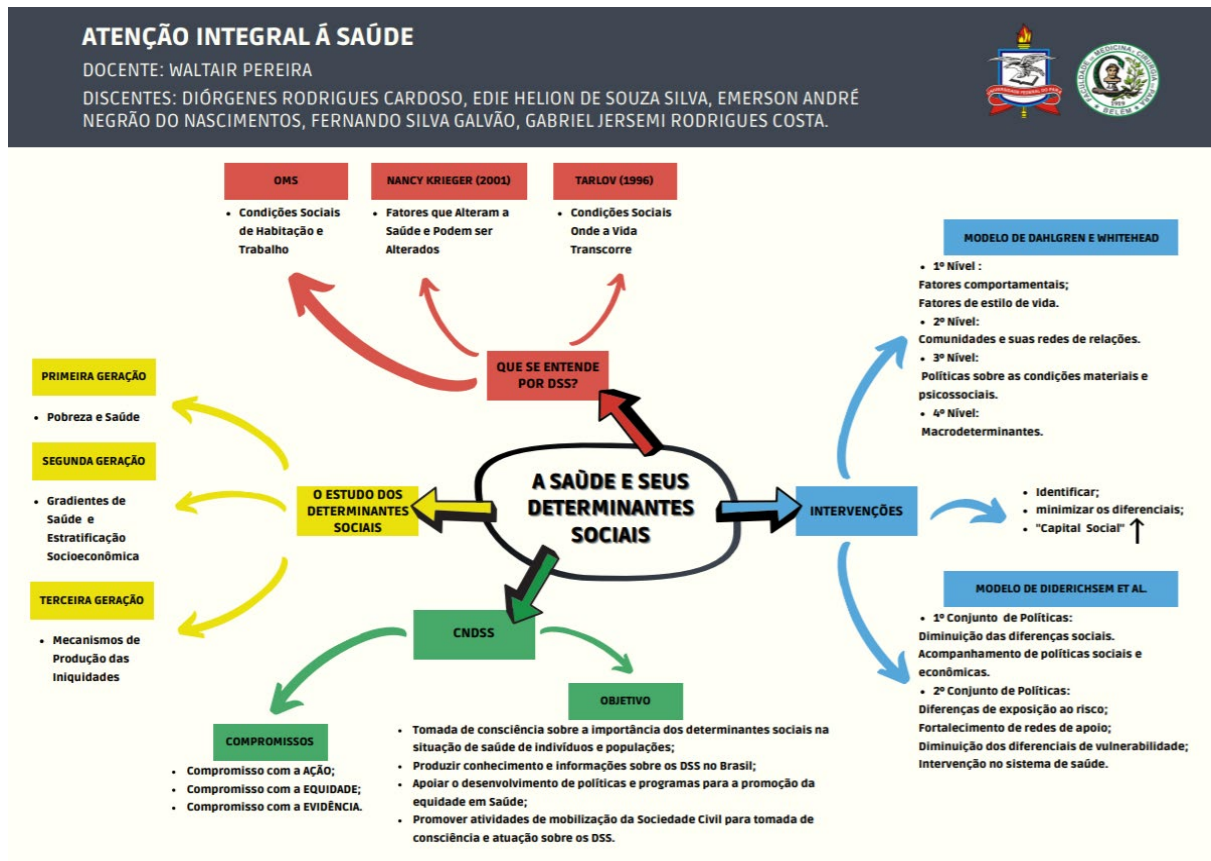 ATENÇÃO INTEGRAL Á SAÚDE
DOCENTE: WALTAIR PEREIRA
DISCENTES: DIÓRGENES RODRIGUES CARDOSO, EDIE HELION DE SOUZA SILVA, EMERSON ANDRÉ
NEGRÃO DO NASCIMENTOS, FERNANDO SILVA GALVÃO, GABRIEL JERSEMI RODRIGUES COSTA.
UNIVERSIDADE FEDERAL DO PARÁ
FACULDADE DE MEDICINA E CIRURGIA
BELÉM
OMS
• Condições Sociais
de Habitação e
Trabalho
NANCY KRIEGER (2001)
• Fatores que Alteram a
Saúde e Podem ser
Alterados
TARLOV (1996)
• Condições Sociais
Onde a Vida
Transcorre
QUE SE ENTENDE
POR DSS?
PRIMEIRA GERAÇÃO
• Pobreza e Saúde
SEGUNDA GERAÇÃO
• Gradientes de
Saúde e
Estratificação
Socioeconômica
TERCEIRA GERAÇÃO
• Mecanismos de
Produção das
Iniquidades
O ESTUDO DOS
DETERMINANTES
SOCIAIS
A SAÙDE E SEUS
DETERMINANTES
SOCIAIS
INTERVENÇÕES
MODELO DE DAHLGREN E WHITEHEAD
• 1º Nível :
Fatores comportamentais;
Fatores de estilo de vida.
• 2º Nível:
Comunidades e suas redes de relações.
• 3º Nível:
Políticas sobre as condições materiais e
psicossociais.
• 4º Nível:
Macrodeterminantes.
• Identificar;
• minimizar os diferenciais;
• "Capital Social" ↑
MODELO DE DIDERICHSEM ET AL.
• 1º Conjunto de Políticas:
Diminuição das diferenças sociais.
Acompanhamento de políticas sociais e
econômicas.
• 2º Conjunto de Políticas:
Diferenças de exposição ao risco;
Fortalecimento de redes de apoio;
Diminuição dos diferenciais de vulnerabilidade;
Intervenção no sistema de saúde.
CNDSS
COMPROMISSOS
• Compromisso com a AÇÃO;
• Compromisso com a EQUIDADE;
• Compromisso com a EVIDÊNCIA.
OBJETIVO
• Tomada de consciência sobre a importância dos determinantes sociais na
situação de saúde de indivíduos e populações;
• Produzir conhecimento e informações sobre os DSS no Brasil;
• Apoiar o desenvolvimento de políticas e programas para a promoção da
equidade em Saúde;
• Promover atividades de mobilização da Sociedade Civil para tomada de
consciência e atuação sobre os DSS.